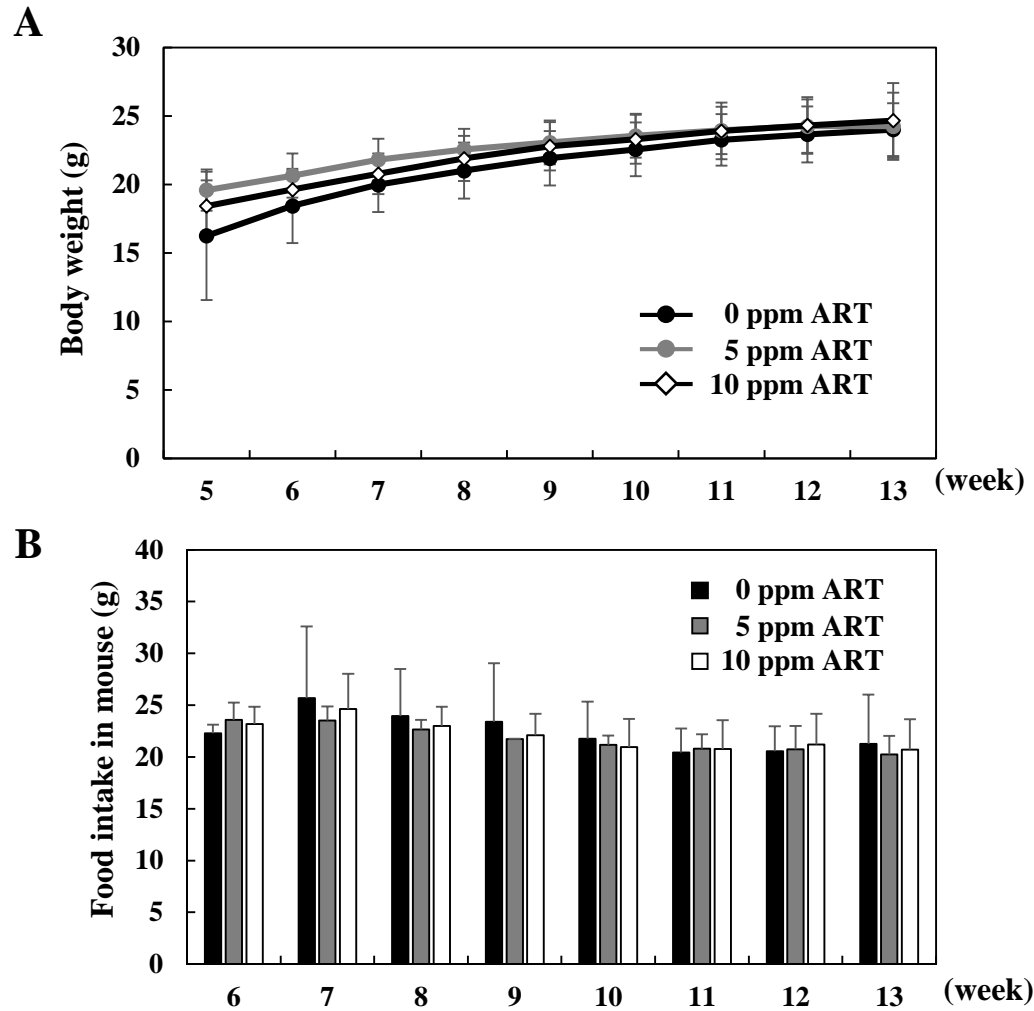 A
30
25
20
15
10
5
0
Body weight (g)
0 ppm ART
5 ppm ART
10 ppm ART
5 6 7 8 9 10 11 12 13 (week)
B
40
35
30
25
20
15
10
5
0
Food intake in mouse (g)
0 ppm ART
5 ppm ART
10 ppm ART
6 7 8 9 10 11 12 13 (week)